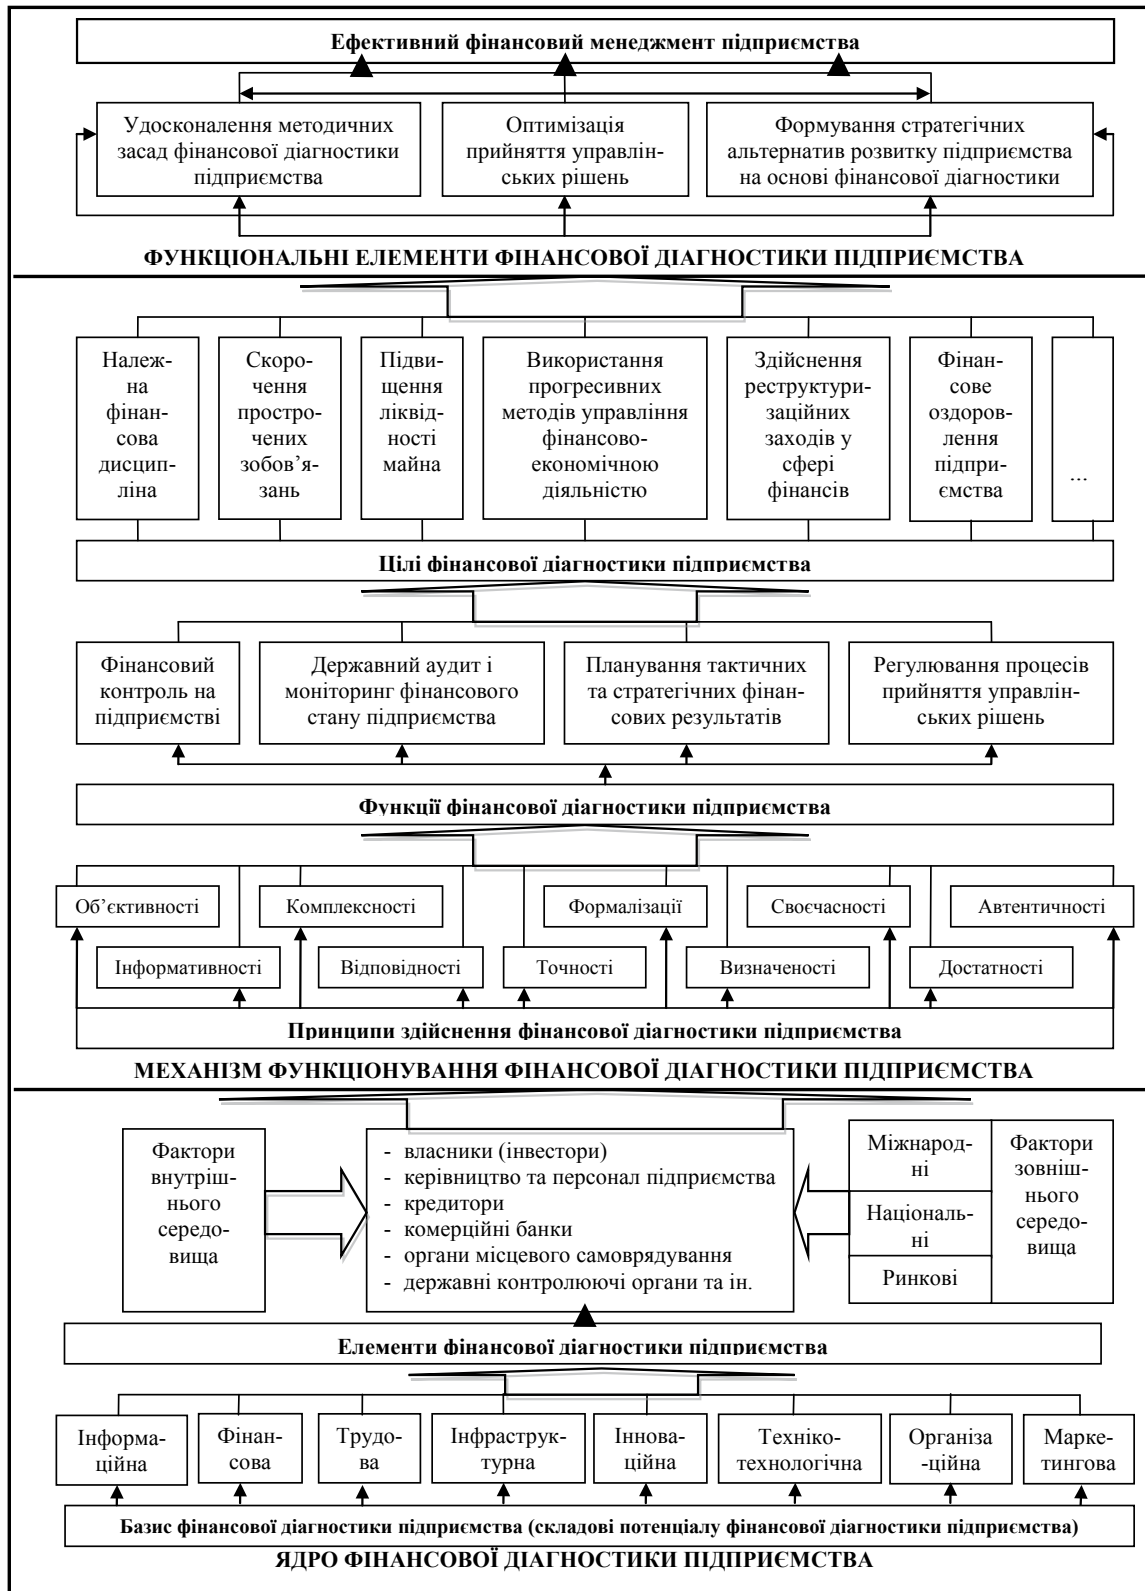 Ефективний фінансовий менеджмент підприємства
Удосконалення методичних
засад фінансової діагностики
підприємства
Оптимізація
прийняття управлін-
ських рішень
Формування стратегічних
альтернатив розвитку підприємства
на основі фінансової діагностики
ФУНКЦІОНАЛЬНІ ЕЛЕМЕНТИ ФІНАНСОВОЇ ДІАГНОСТИКИ ПІДПРИЄМСТВА
Належ-
на
фінан-
сова
дисцип-
ліна
Скоро-
чення
простро-
чених
зобов’я-
зань
Підви-
щення
ліквід-
ності
майна
Використання
прогресивних
методів управління
фінансово-
економічною
діяльністю
Здійснення
реструктури-
заційних
заходів у
сфері
фінансів
Фінан-
сове
оздоров-
лення
підпри-
ємства
...
Цілі фінансової діагностики підприємства
Фінансовий
контроль на
підприємстві
Державний аудит і
моніторинг фінансового
стану підприємства
Планування тактичних
та стратегічних фінан-
сових результатів
Регулювання процесів
прийняття управлін-
ських рішень
Функції фінансової діагностики підприємства
Об’єктивності
Комплексності
Формалізації
Своєчасності
Автентичності
Інформативності
Відповідності
Точності
Визначеності
Достатності
Принципи здійснення фінансової діагностики підприємства
МЕХАНІЗМ ФУНКЦІОНУВАННЯ ФІНАНСОВОЇ ДІАГНОСТИКИ ПІДПРИЄМСТВА
Фактори
внутріш-
нього
середо-
вища
- власники (інвестори)
- керівництво та персонал підприємства
- кредитори
- комерційні банки
- органи місцевого самоврядування
- державні контролюючі органи та ін.
Міжнарод-
ні
Національ-
ні
Ринкові
Фактори
зовніш-
нього
середо-
вища
Елементи фінансової діагностики підприємства
Інформа-
ційна
Фінан-
сова
Трудо-
ва
Інфраструк-
турна
Іннова-
ційна
Техніко-
технологічна
Організа
-ційна
Марке-
тингова
Базис фінансової діагностики підприємства (складові потенціалу фінансової діагностики підприємства)
ЯДРО ФІНАНСОВОЇ ДІАГНОСТИКИ ПІДПРИЄМСТВА